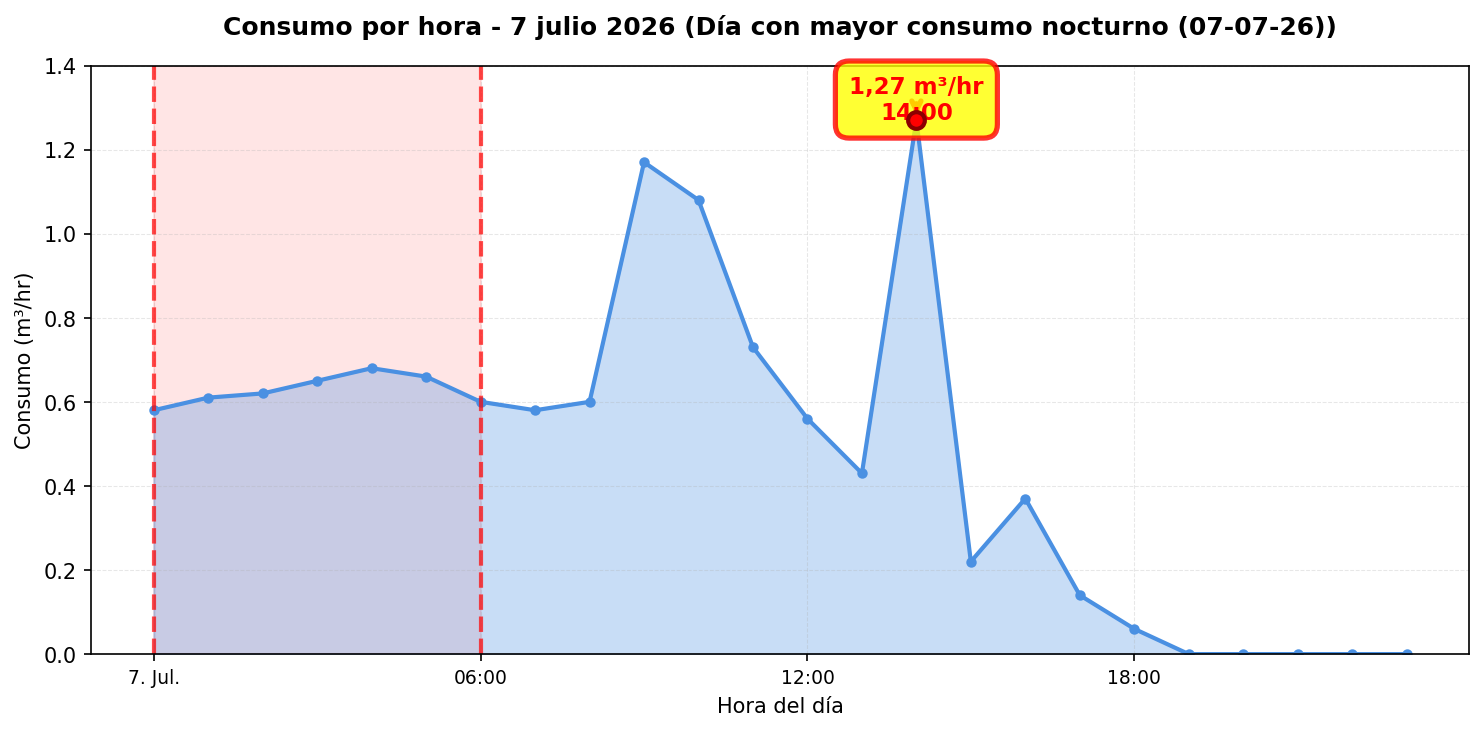 Consumo por hora - 7 julio 2026 (Día con mayor consumo nocturno (07-07-26))
1,27 m³/hr
14:00
Consumo (m³/hr)
1.4
1.2
1.0
0.8
0.6
0.4
0.2
0.0
7. Jul.
06:00
12:00
18:00
Hora del día